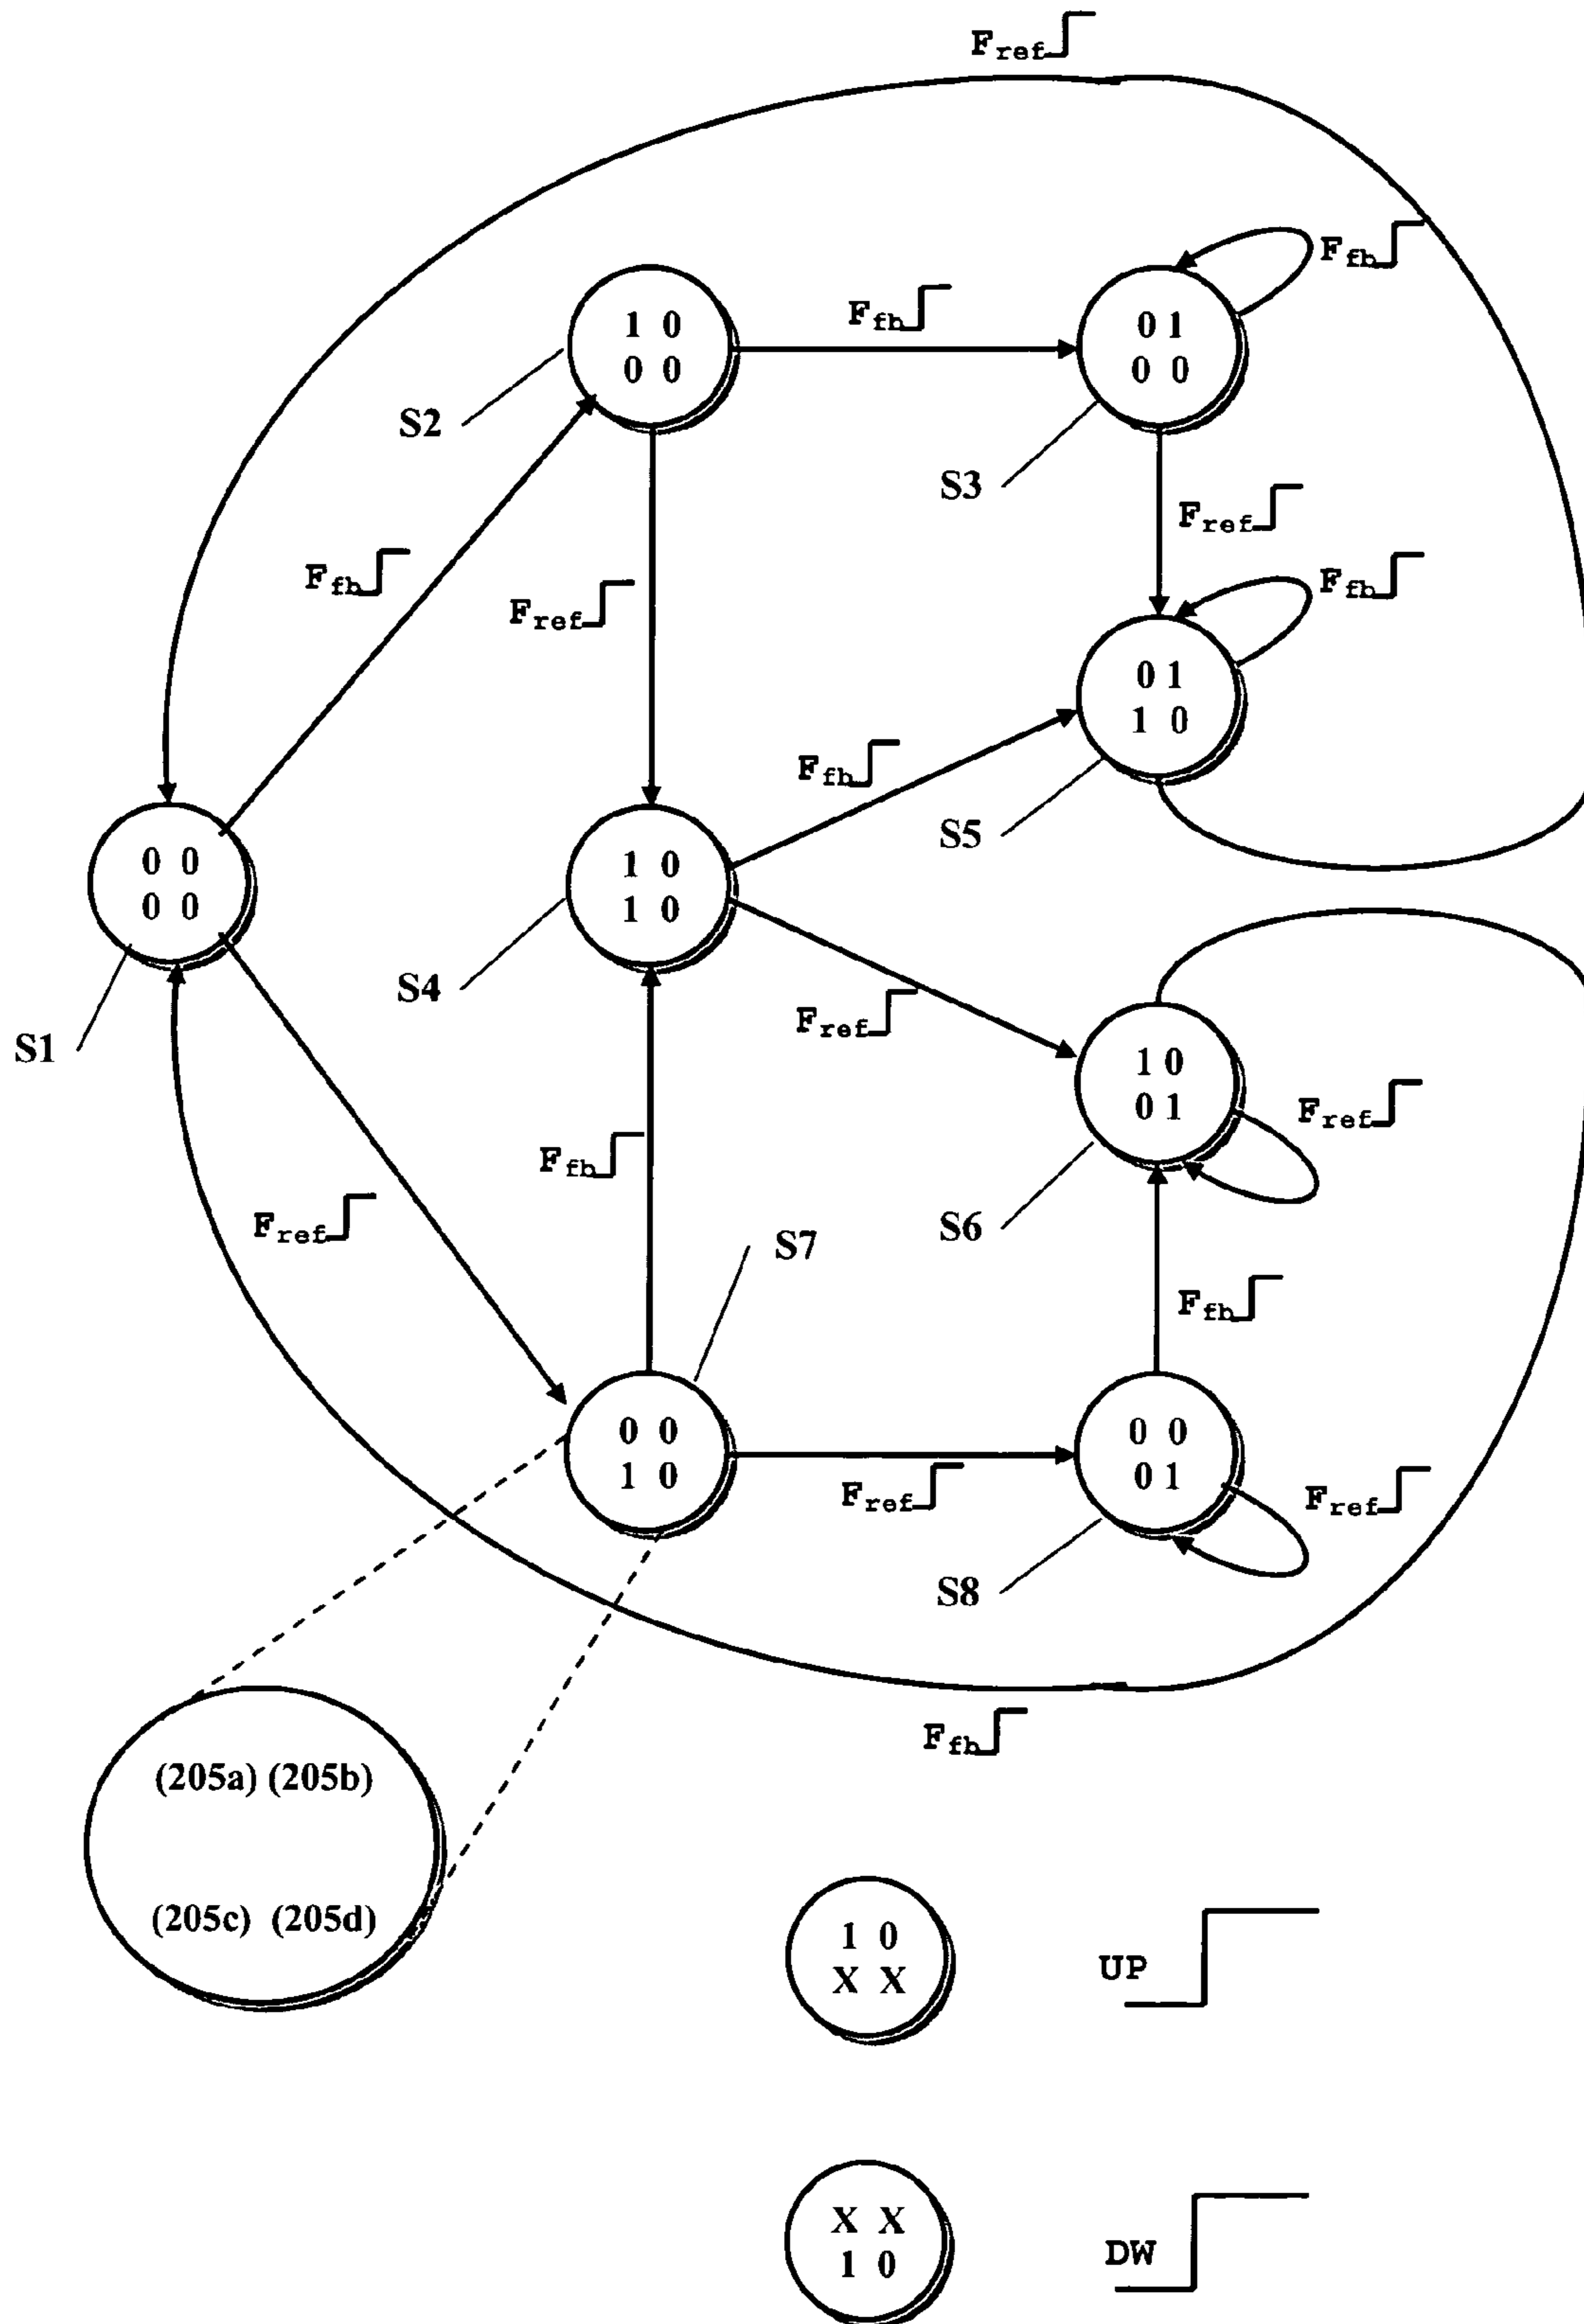 Fref
Ffb
1 0
0 0
Ffb
0 1
0 0
S2
S3
Fref
Ffb
Fref
Ffb
0 1
1 0
Ffb
S5
0 0
0 0
1 0
1 0
S4
Fref
S1
1 0
0 1
Fref
Ffb
Fref
S6
S7
Ffb
0 0
1 0
0 0
0 1
Fref
Fref
S8
Ffb
(205a) (205b)
(205c) (205d)
1 0
X X
UP
X X
1 0
DW